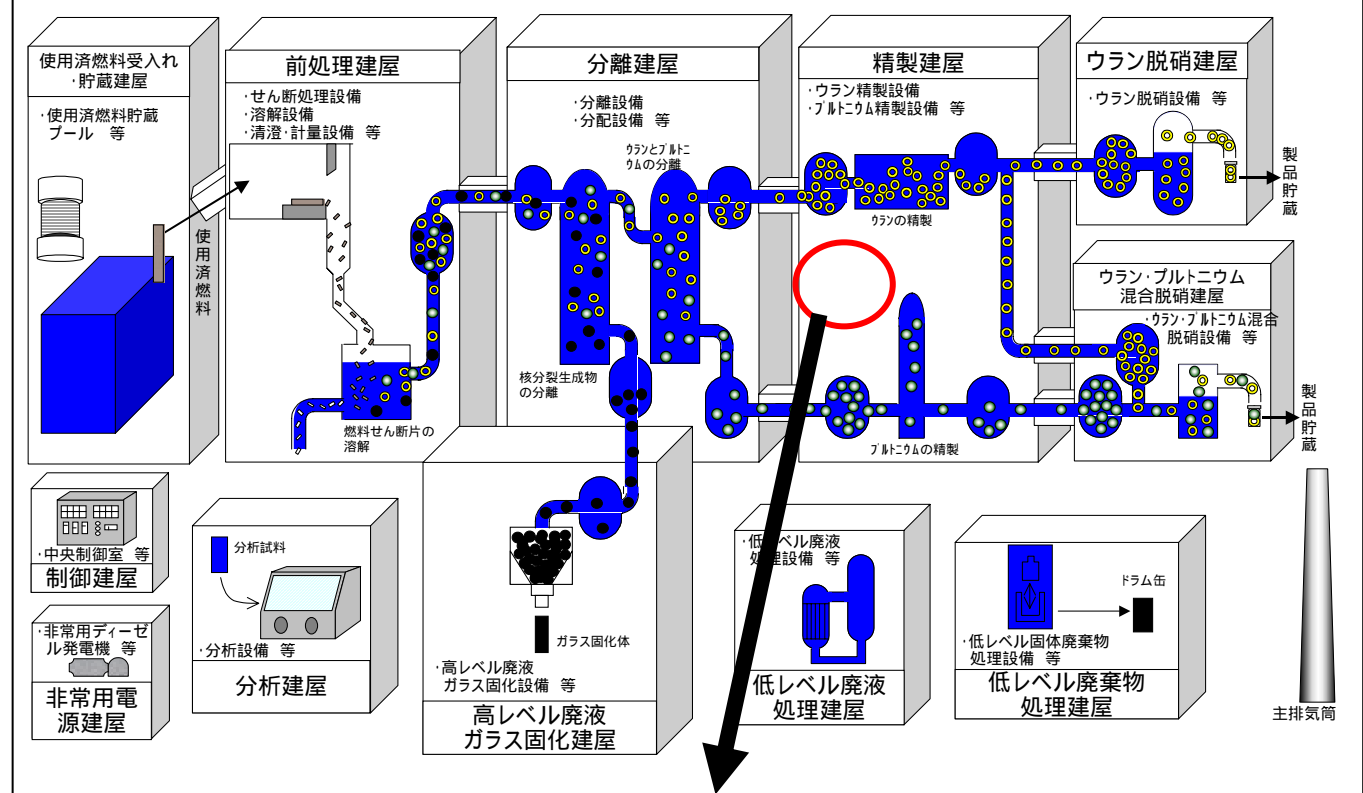 使用済燃料受入れ
・貯蔵建屋
・使用済燃料貯蔵
プール 等
使用済燃料
前処理建屋
・せん断処理設備
・溶解設備
・清澄・計量設備 等
燃料せん断片の
溶解
分離建屋
・分離設備
・分配設備 等
ウランとプルトニ
ウムの分離
核分裂生成物
の分離
精製建屋
・ウラン精製設備
・プルトニウム精製設備 等
ウランの精製
プルトニウムの精製
ウラン脱硝建屋
・ウラン脱硝設備 等
製品貯蔵
ウラン・プルトニウム
混合脱硝建屋
・ウラン・プルトニウム混合
脱硝設備 等
製品貯蔵
・中央制御室 等
制御建屋
・非常用ディーゼ
ル発電機 等
非常用電
源建屋
分析試料
・分析設備 等
分析建屋
ガラス固化体
・高レベル廃液
ガラス固化設備 等
高レベル廃液
ガラス固化建屋
・低レベル廃液
処理設備 等
低レベル廃液
処理建屋
ドラム缶
・低レベル固体廃棄物
処理設備 等
低レベル廃棄物
処理建屋
主排気筒